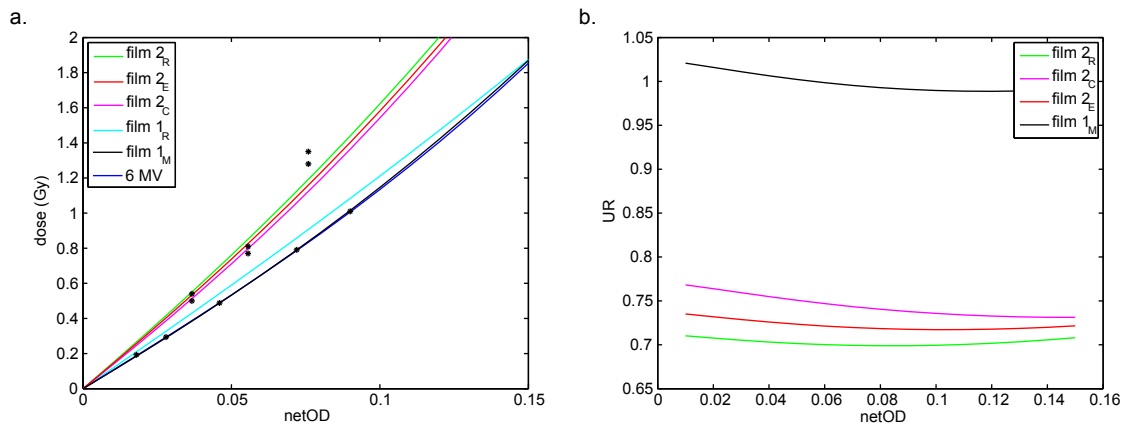 a.
2
1.8
1.6
1.4
1.2
1
0.8
0.6
0.4
0.2
0
dose (Gy)
film 2R
film 2E
film 2C
film 1R
film 1M
6 MV
0 0.05 0.1 0.15
netOD
b.
1.05
1
0.95
0.9
0.85
0.8
0.75
0.7
0.65
UR
film 2R
film 2C
film 2E
film 1M
0 0.02 0.04 0.06 0.08 0.1 0.12 0.14 0.16
netOD